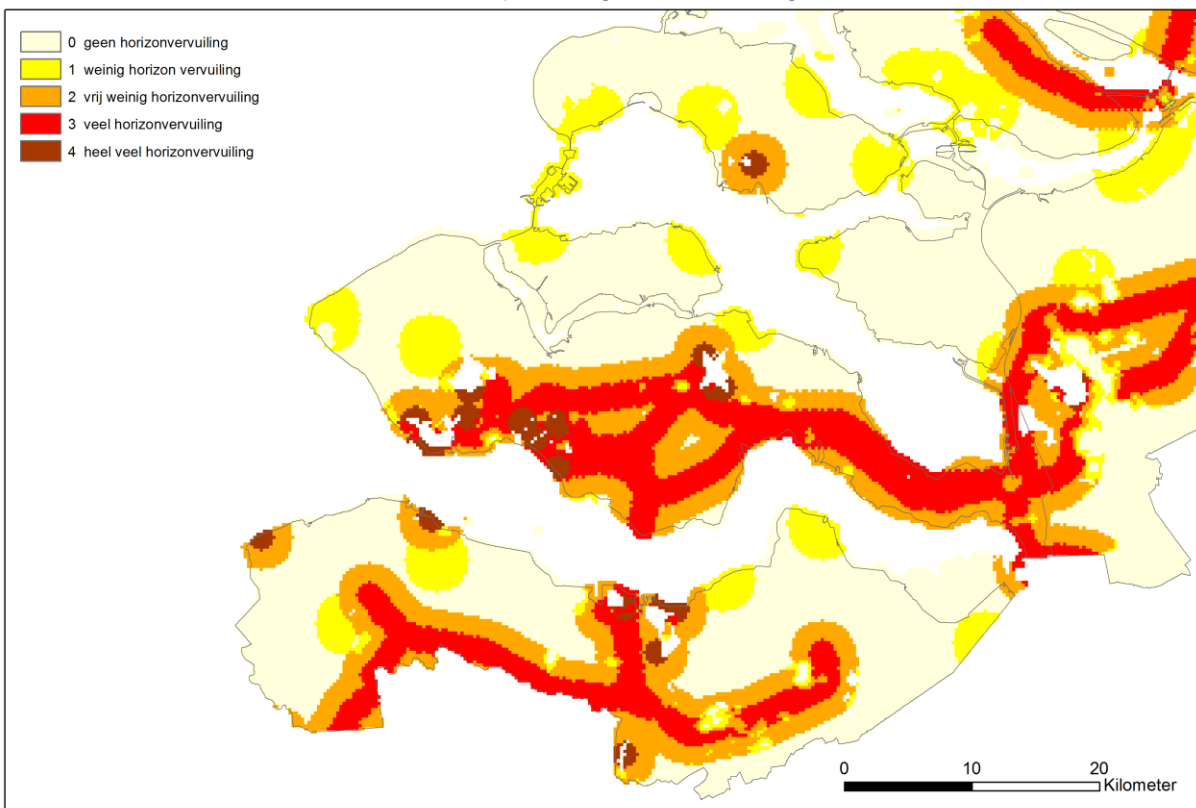 0 geen horizonvervuiling
1 weinig horizon vervuiling
2 vrij weinig horizonvervuiling
3 veel horizonvervuiling
4 heel veel horizonvervuiling
0 10 20
Kilometer